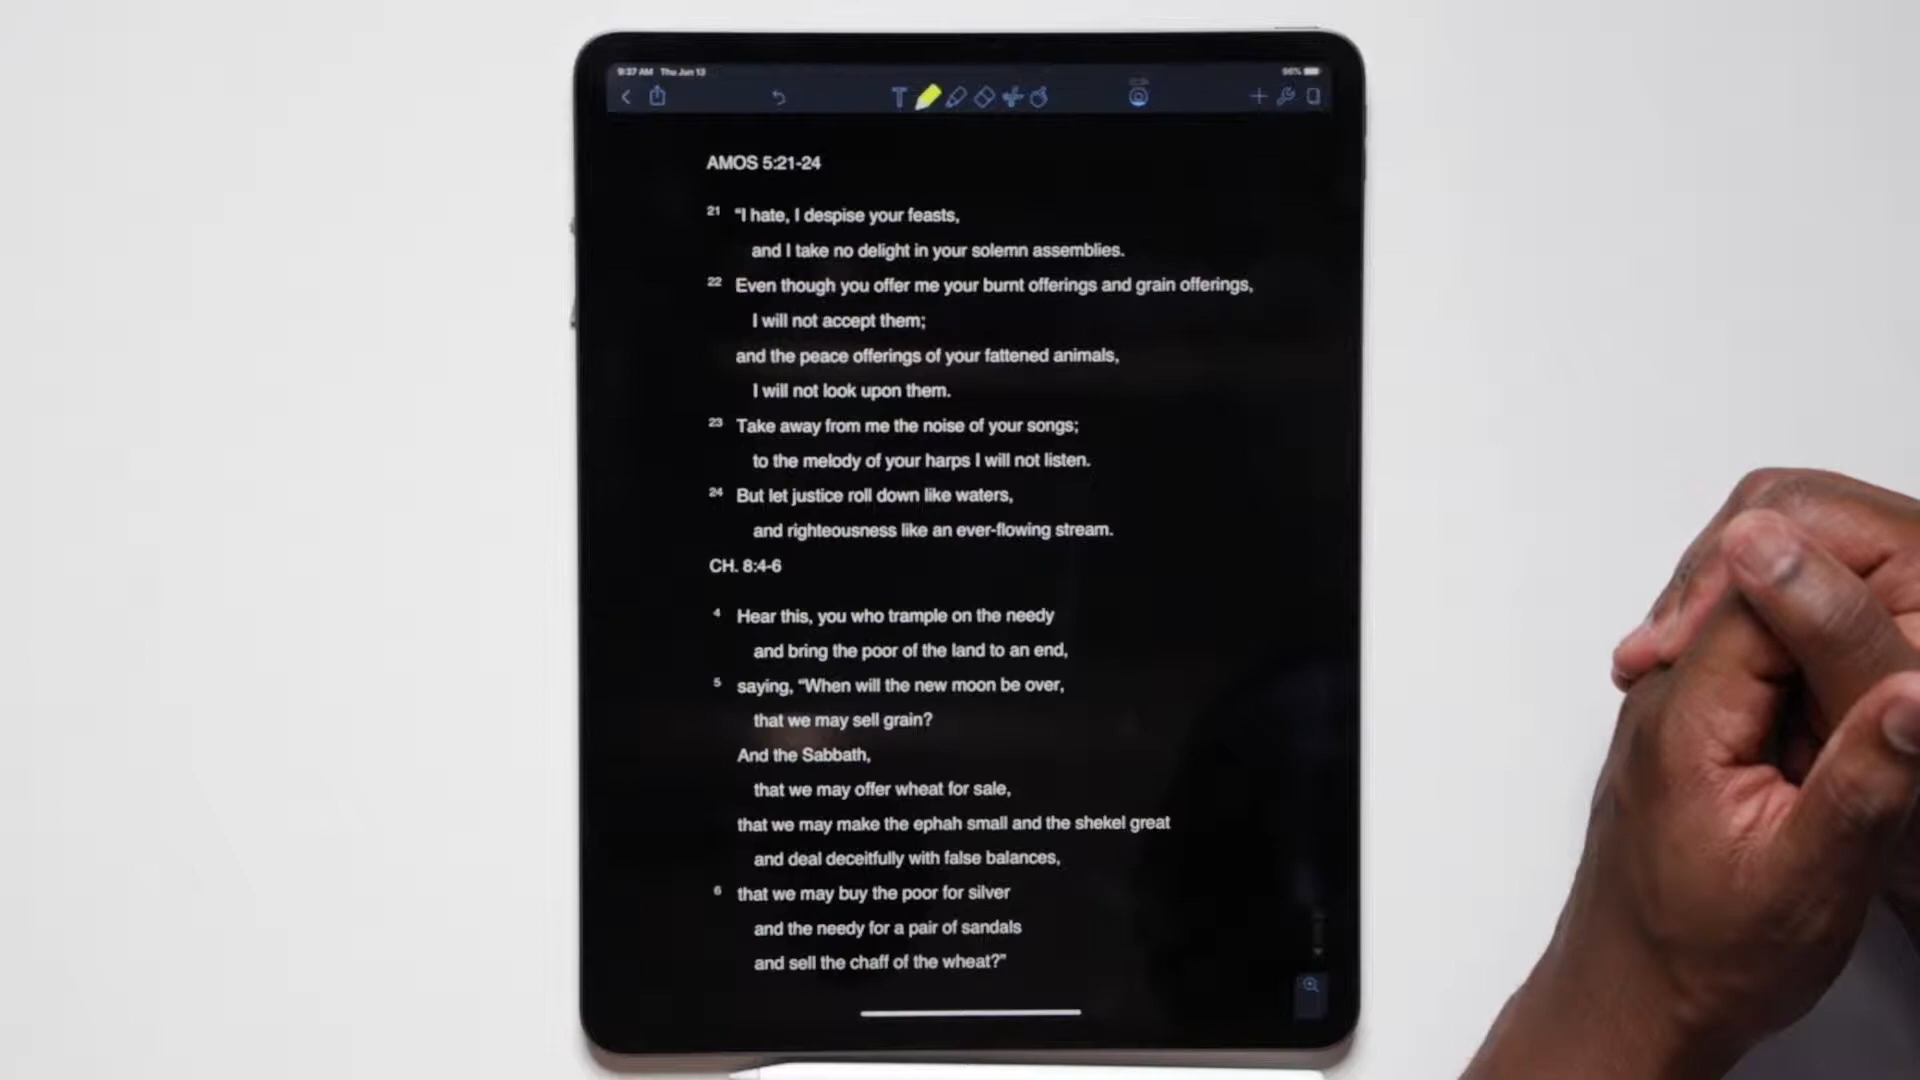 9:37 AM Thu Jun 13
96%
T
AMOS 5:21-24
21 “I hate, I despise your feasts,
and I take no delight in your solemn assemblies.
22 Even though you offer me your burnt offerings and grain offerings,
I will not accept them;
and the peace offerings of your fattened animals,
I will not look upon them.
23 Take away from me the noise of your songs;
to the melody of your harps I will not listen.
24 But let justice roll down like waters,
and righteousness like an ever-flowing stream.
CH. 8:4-6
4 Hear this, you who trample on the needy
and bring the poor of the land to an end,
5 saying, “When will the new moon be over,
that we may sell grain?
And the Sabbath,
that we may offer wheat for sale,
that we may make the ephah small and the shekel great
and deal deceitfully with false balances,
6 that we may buy the poor for silver
and the needy for a pair of sandals
and sell the chaff of the wheat?”